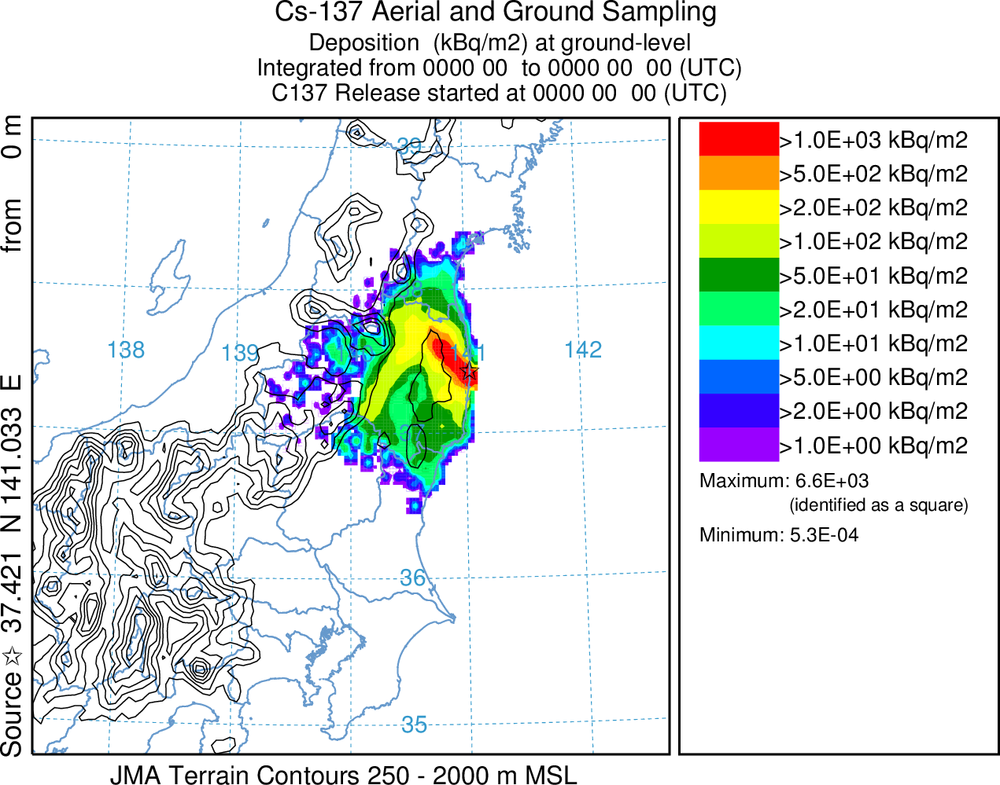 Cs-137 Aerial and Ground Sampling
Deposition (kBq/m2) at ground-level
Integrated from 0000 00 to 0000 00 00 (UTC)
C137 Release started at 0000 00 00 (UTC)
Source ☆ 37.421 N 141.033 E from 0 m
39
138
139
141
142
36
35
>1.0E+03 kBq/m2
>5.0E+02 kBq/m2
>2.0E+02 kBq/m2
>1.0E+02 kBq/m2
>5.0E+01 kBq/m2
>2.0E+01 kBq/m2
>1.0E+01 kBq/m2
>5.0E+00 kBq/m2
>2.0E+00 kBq/m2
>1.0E+00 kBq/m2
Maximum: 6.6E+03
(identified as a square)
Minimum: 5.3E-04
JMA Terrain Contours 250 - 2000 m MSL